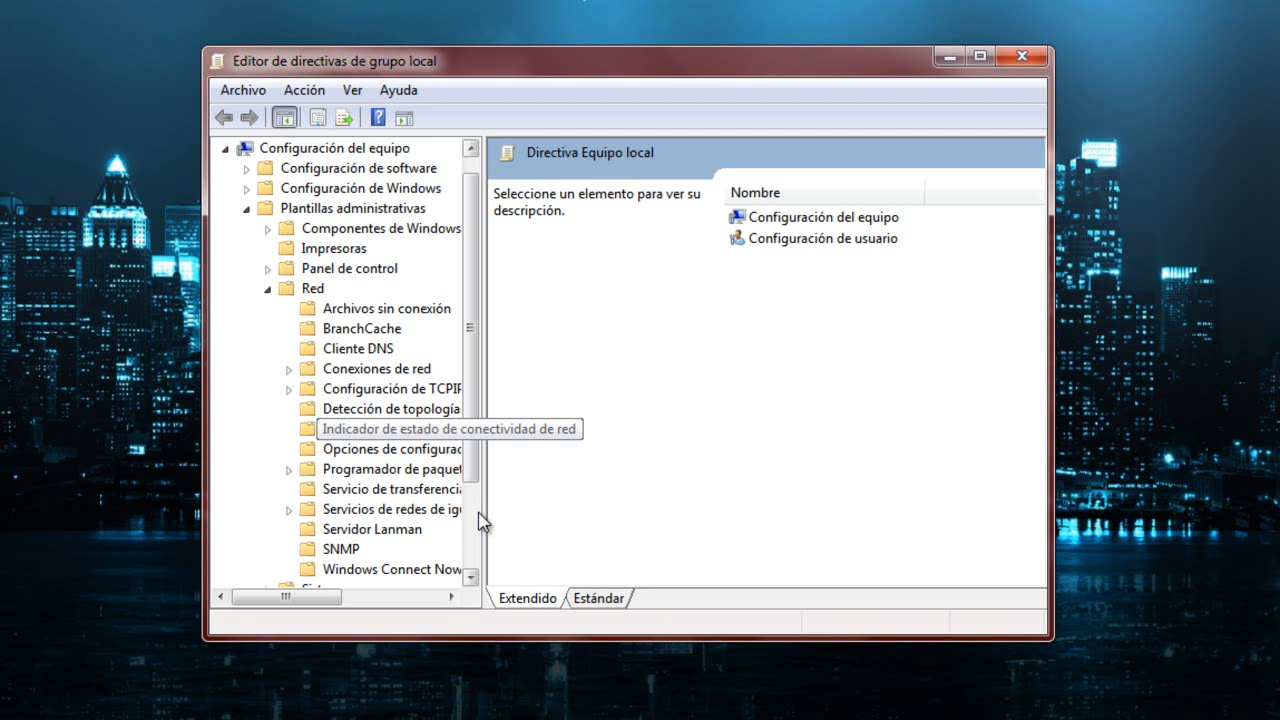 Editor de directivas de grupo local
Archivo Acción Ver Ayuda
Configuración del equipo
Configuración de software
Configuración de Windows
Plantillas administrativas
Componentes de Windows
Impresoras
Panel de control
Red
Archivos sin conexión
BranchCache
Cliente DNS
Conexiones de red
Configuración de TCPIP
Detección de topología
Indicador de estado de conectividad de red
Opciones de configurac
Programador de paquet
Servicio de transferencia
Servicios de redes de igu
Servidor Lanman
SNMP
Windows Connect Now
Directiva Equipo local
Seleccione un elemento para ver su
descripción.
Nombre
Configuración del equipo
Configuración de usuario
Extendido Estándar